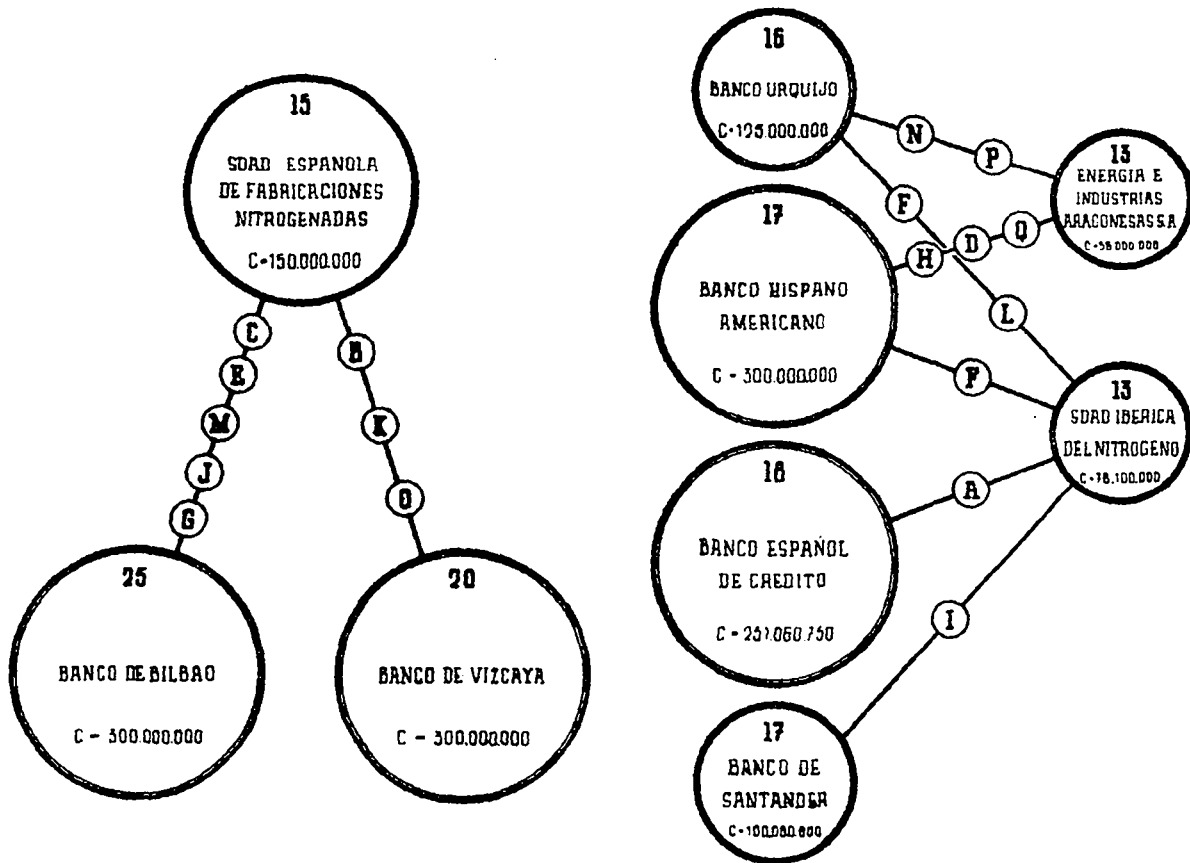 15
SDAD ESPAÑOLA
DE FABRICACIONES
NITROGENADAS
C-150.000.000
C
E
M
J
G
B
K
O
25
BANCO DE BILBAO
C - 300.000.000
20
BANCO DE VIZCAYA
C - 300.000.000
16
BANCO URQUIJO
N
P
F
L
17
BANCO HISPANO
AMERICANO
C - 300.000.000
H
D
Q
F
13
ENERGIA E
INDUSTRIAS
ARAGONESAS S.A
13
SDAD IBERICA
DEL NITROGENO
18
BANCO ESPAÑOL
DE CREDITO
A
I
17
BANCO DE
SANTANDER